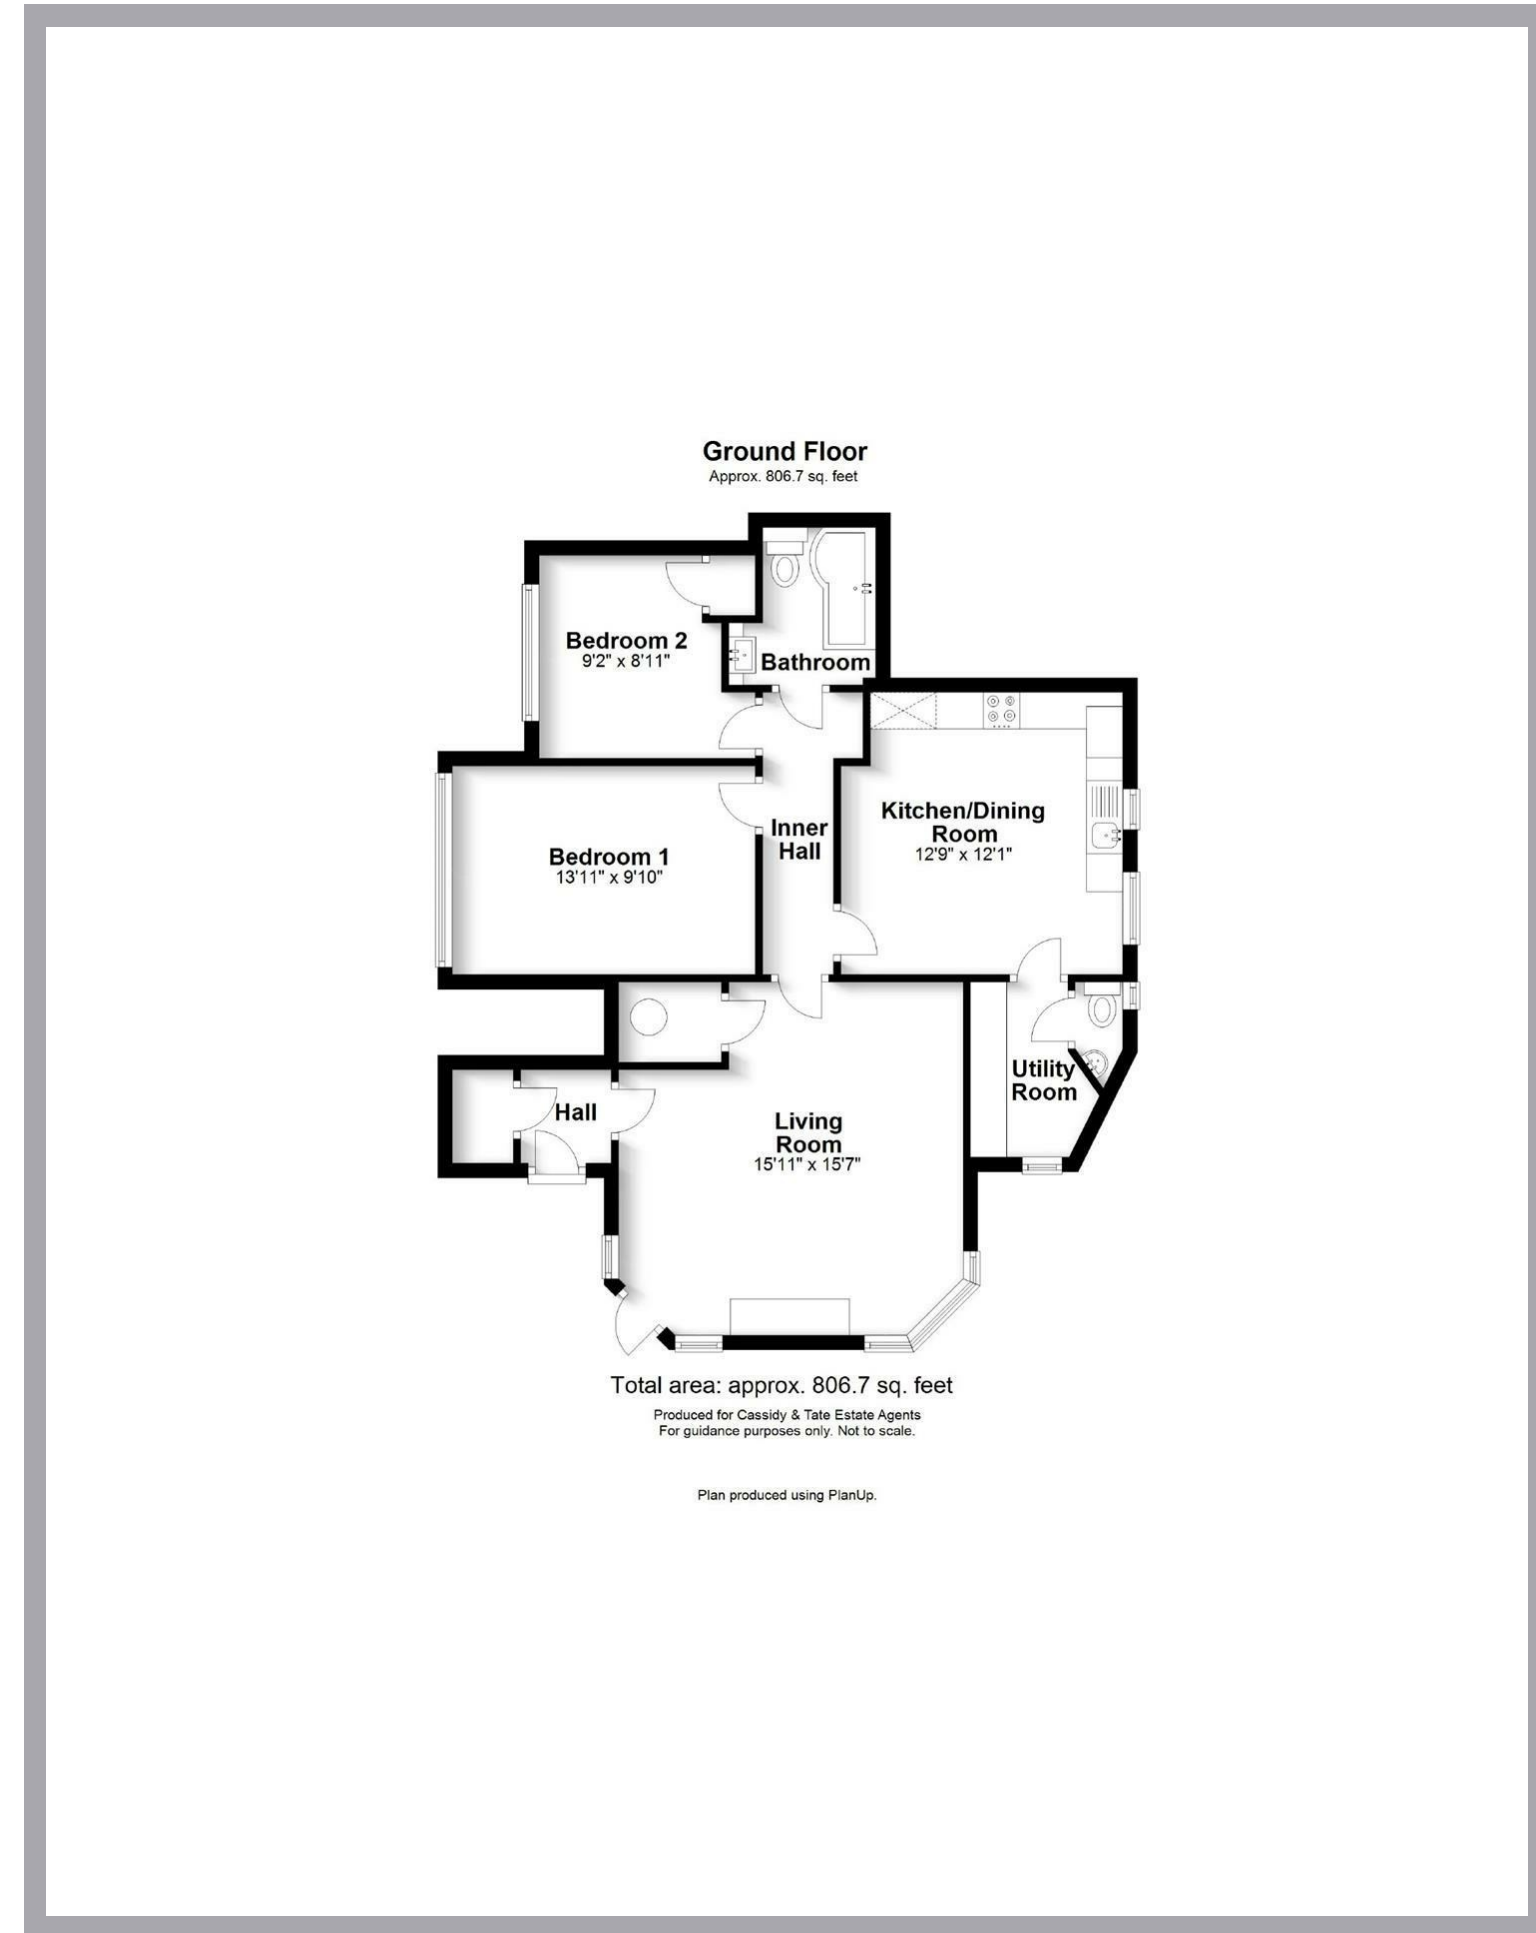 Ground Floor
Approx. 806.7 sq. feet
Bedroom 2
9'2" x 8'11"
Bathroom
Kitchen/Dining
Room
12'9" x 12'1"
Inner
Hall
Bedroom 1
13'11" x 9'10"
Utility
Room
Hall
Living
Room
15'11" x 15'7"
Total area: approx. 806.7 sq. feet
Produced for Cassidy & Tate Estate Agents
For guidance purposes only. Not to scale.
Plan produced using PlanUp.